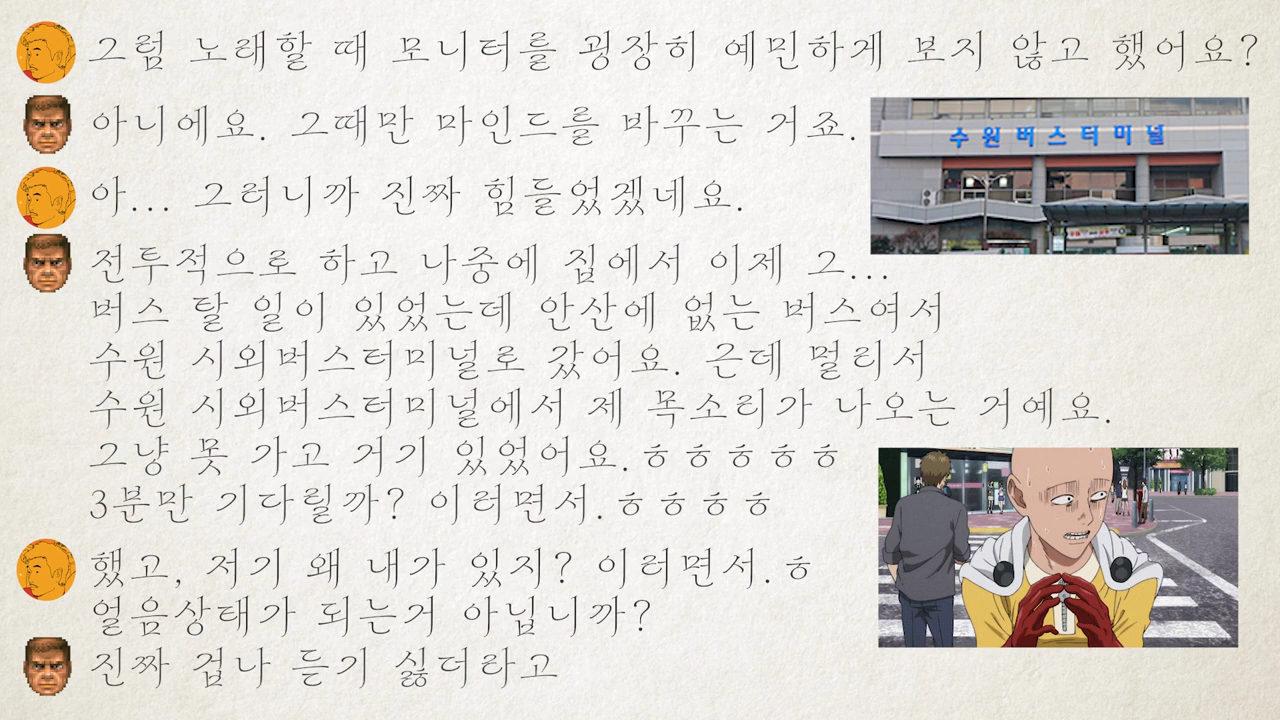 그럼 노래할 때 모니터를 굉장히 예민하게 보지 않고 했어요?
아니에요. 그때만 마인드를 바꾸는 거죠.
수원버스터미널
아... 그러니까 진짜 힘들었겠네요.
전투적으로 하고 나중에 집에서 이제 그...
버스 탈 일이 있었는데 안산에 없는 버스여서
수원 시외버스터미널로 갔어요. 근데 멀리서
수원 시외버스터미널에서 제 목소리가 나오는 거예요.
그냥 못 가고 거기 있었어요.ㅎㅎㅎㅎㅎ
3분만 기다릴까? 이러면서.ㅎㅎㅎㅎ
했고, 저기 왜 내가 있지? 이러면서.ㅎ
얼음상태가 되는거 아닙니까?
진짜 겁나 듣기 싫더라고